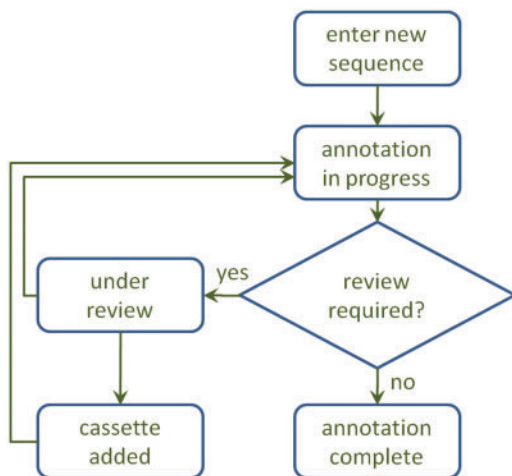 enter new
sequence
annotation
in progress
review
required?
yes
under
review
no
cassette
added
annotation
complete